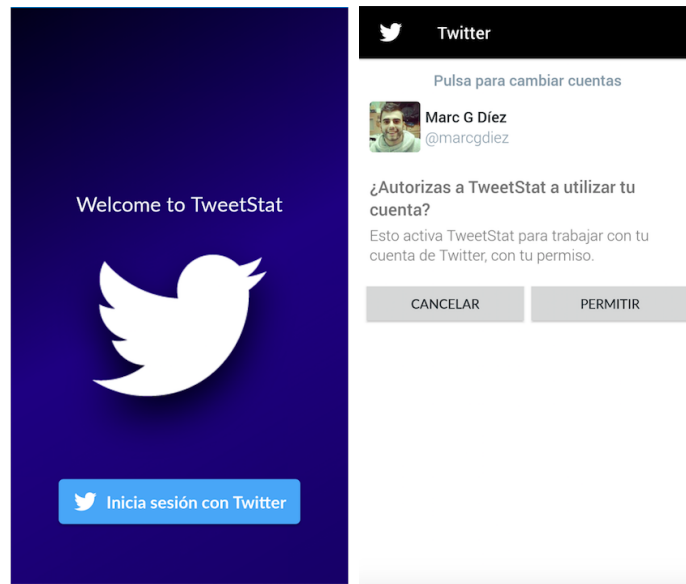 Welcome to TweetStat
Inicia sesión con Twitter
Twitter
Pulsa para cambiar cuentas
Marc G Díez
@marcgdiez
¿Autorizas a TweetStat a utilizar tu
cuenta?
Esto activa TweetStat para trabajar con tu
cuenta de Twitter, con tu permiso.
CANCELAR
PERMITIR